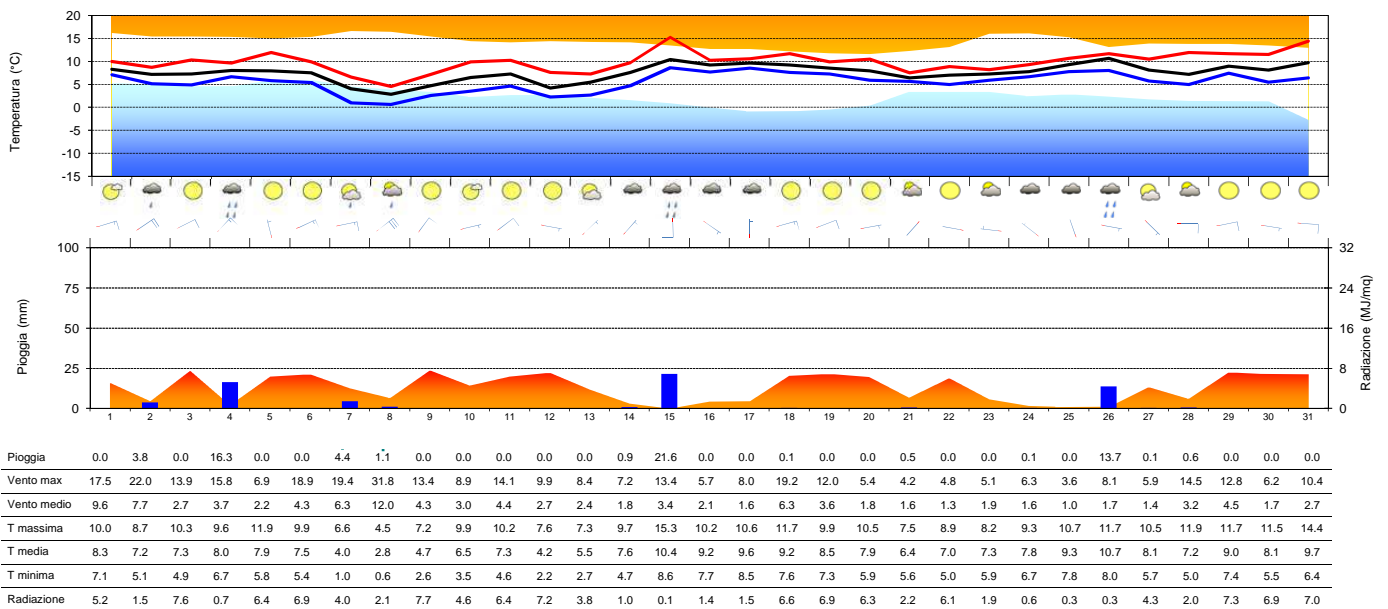 Temperatura (°C)
20
15
10
5
0
-5
-10
-15
Pioggia (mm)
100
75
50
25
0
Radiazione (MJ/mq)
32
24
16
8
0
1 2 3 4 5 6 7 8 9 10 11 12 13 14 15 16 17 18 19 20 21 22 23 24 25 26 27 28 29 30 31
Pioggia 0.0 3.8 0.0 16.3 0.0 0.0 4.4 1.1 0.0 0.0 0.0 0.0 0.0 0.9 21.6 0.0 0.0 0.1 0.0 0.0 0.5 0.0 0.0 0.1 0.0 13.7 0.1 0.6 0.0 0.0 0.0
Vento max 17.5 22.0 13.9 15.8 6.9 18.9 19.4 31.8 13.4 8.9 14.1 9.9 8.4 7.2 13.4 5.7 8.0 19.2 12.0 5.4 4.2 4.8 5.1 6.3 3.6 8.1 5.9 14.5 12.8 6.2 10.4
Vento medio 9.6 7.7 2.7 3.7 2.2 4.3 6.3 12.0 4.3 3.0 4.4 2.7 2.4 1.8 3.4 2.1 1.6 6.3 3.6 1.8 1.6 1.3 1.9 1.6 1.0 1.7 1.4 3.2 4.5 1.7 2.7
T massima 10.0 8.7 10.3 9.6 11.9 9.9 6.6 4.5 7.2 9.9 10.2 7.6 7.3 9.7 15.3 10.2 10.6 11.7 9.9 10.5 7.5 8.9 8.2 9.3 10.7 11.7 10.5 11.9 11.7 11.5 14.4
T media 8.3 7.2 7.3 8.0 7.9 7.5 4.0 2.8 4.7 6.5 7.3 4.2 5.5 7.6 10.4 9.2 9.6 9.2 8.5 7.9 6.4 7.0 7.3 7.8 9.3 10.7 8.1 7.2 9.0 8.1 9.7
T minima 7.1 5.1 4.9 6.7 5.8 5.4 1.0 0.6 2.6 3.5 4.6 2.2 2.7 4.7 8.6 7.7 8.5 7.6 7.3 5.9 5.6 5.0 5.9 6.7 7.8 8.0 5.7 5.0 7.4 5.5 6.4
Radiazione 5.2 1.5 7.6 0.7 6.4 6.9 4.0 2.1 7.7 4.6 6.4 7.2 3.8 1.0 0.1 1.4 1.5 6.6 6.9 6.3 2.2 6.1 1.9 0.6 0.3 0.3 4.3 2.0 7.3 6.9 7.0